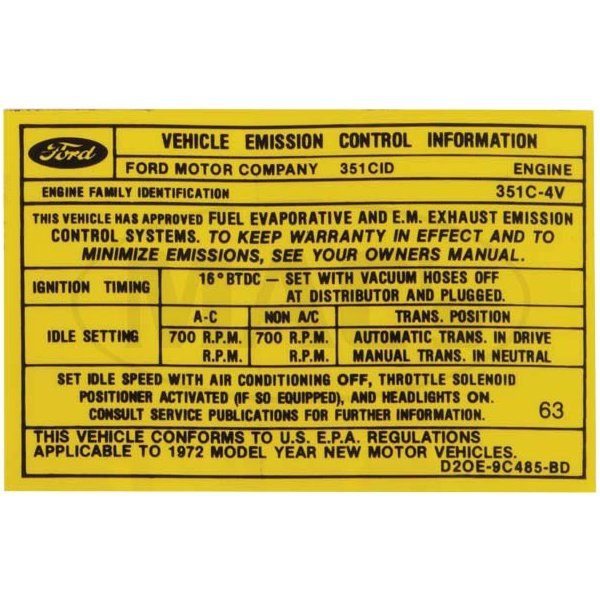 Ford
VEHICLE EMISSION CONTROL INFORMATION
FORD MOTOR COMPANY 351CID ENGINE
ENGINE FAMILY IDENTIFICATION 351C-4V
THIS VEHICLE HAS APPROVED FUEL EVAPORATIVE AND E.M. EXHAUST EMISSION
CONTROL SYSTEMS. TO KEEP WARRANTY IN EFFECT AND TO
MINIMIZE EMISSIONS, SEE YOUR OWNERS MANUAL.
IGNITION TIMING 16° BTDC — SET WITH VACUUM HOSES OFF
AT DISTRIBUTOR AND PLUGGED.
A-C NON A/C TRANS. POSITION
IDLE SETTING 700 R.P.M. 700 R.P.M. AUTOMATIC TRANS. IN DRIVE
R.P.M. R.P.M. MANUAL TRANS. IN NEUTRAL
SET IDLE SPEED WITH AIR CONDITIONING OFF, THROTTLE SOLENOID
POSITIONER ACTIVATED (IF SO EQUIPPED), AND HEADLIGHTS ON.
CONSULT SERVICE PUBLICATIONS FOR FURTHER INFORMATION. 63
THIS VEHICLE CONFORMS TO U.S. E.P.A. REGULATIONS
APPLICABLE TO 1972 MODEL YEAR NEW MOTOR VEHICLES.
D2OE-9C485-BD